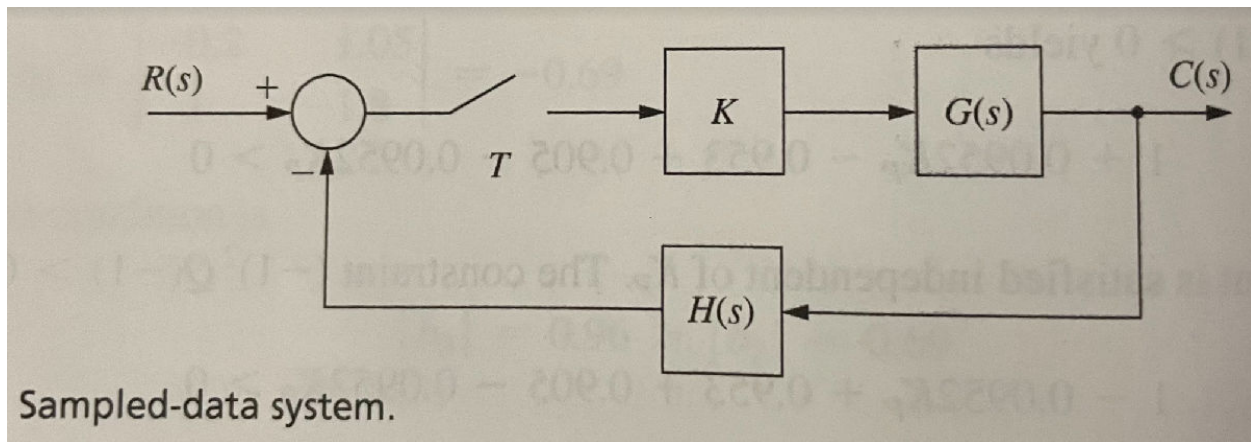 R(s)
+
C(s)
K
G(s)
T
−
H(s)
Sampled-data system.